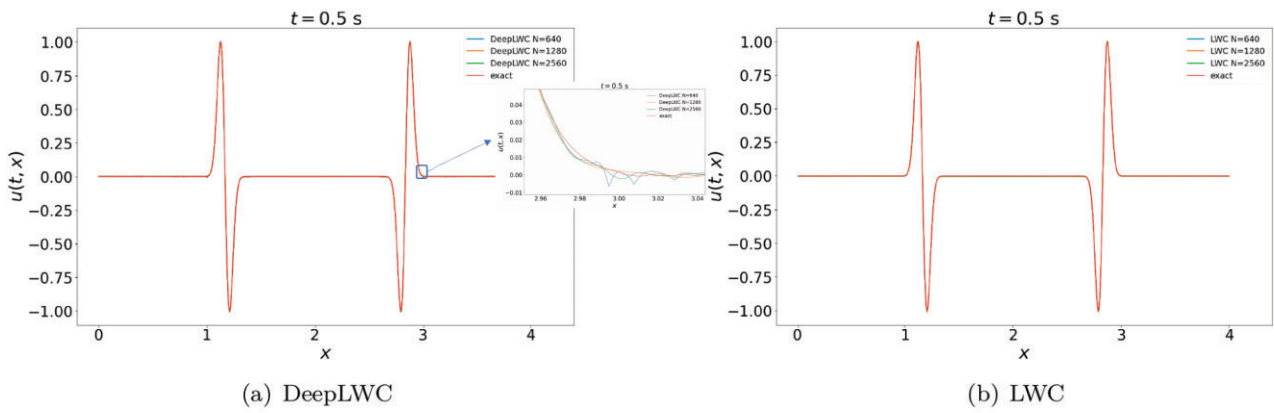 t = 0.5 s
1.00
0.75
0.50
0.25
0.00
−0.25
−0.50
−0.75
−1.00
u(t, x)
DeepLWC N=640
DeepLWC N=1280
DeepLWC N=2560
exact
0 1 2 3 4
x
t = 0.5 s
0.04
0.03
0.02
0.01
0.00
−0.01
u(t, x)
DeepLWC N=640
DeepLWC N=1280
DeepLWC N=2560
exact
2.96 2.98 3.00 3.02 3.04
x
(a) DeepLWC
t = 0.5 s
1.00
0.75
0.50
0.25
0.00
−0.25
−0.50
−0.75
−1.00
u(t, x)
LWC N=640
LWC N=1280
LWC N=2560
exact
0 1 2 3 4
x
(b) LWC